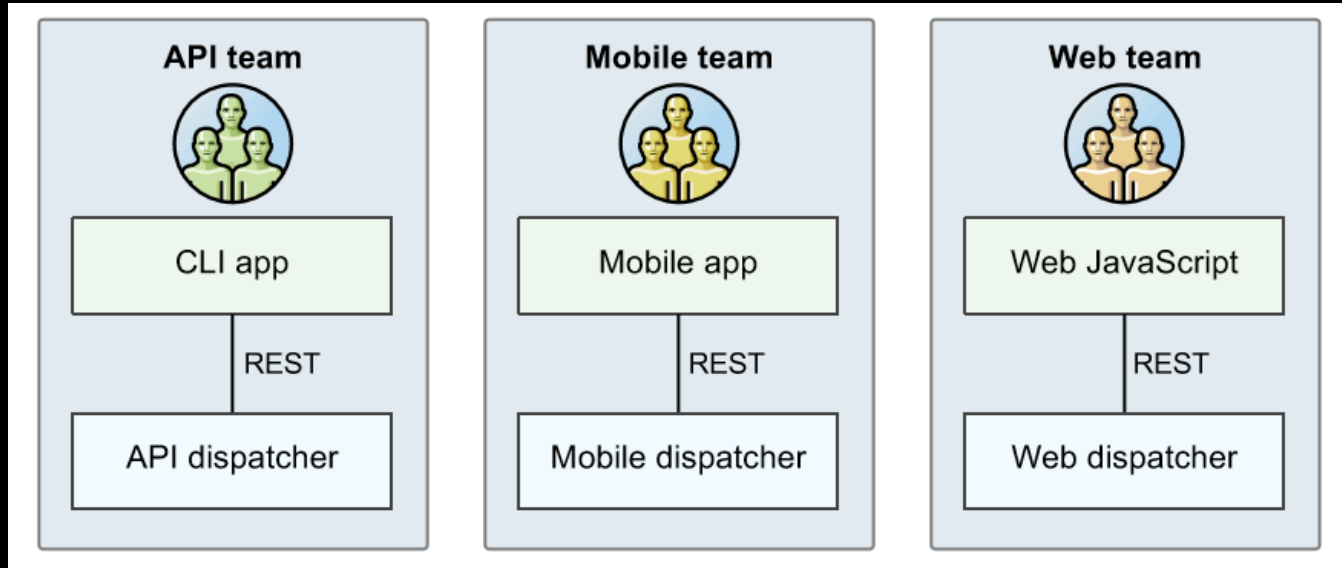 API team
CLI app
REST
API dispatcher
Mobile team
Mobile app
REST
Mobile dispatcher
Web team
Web JavaScript
REST
Web dispatcher